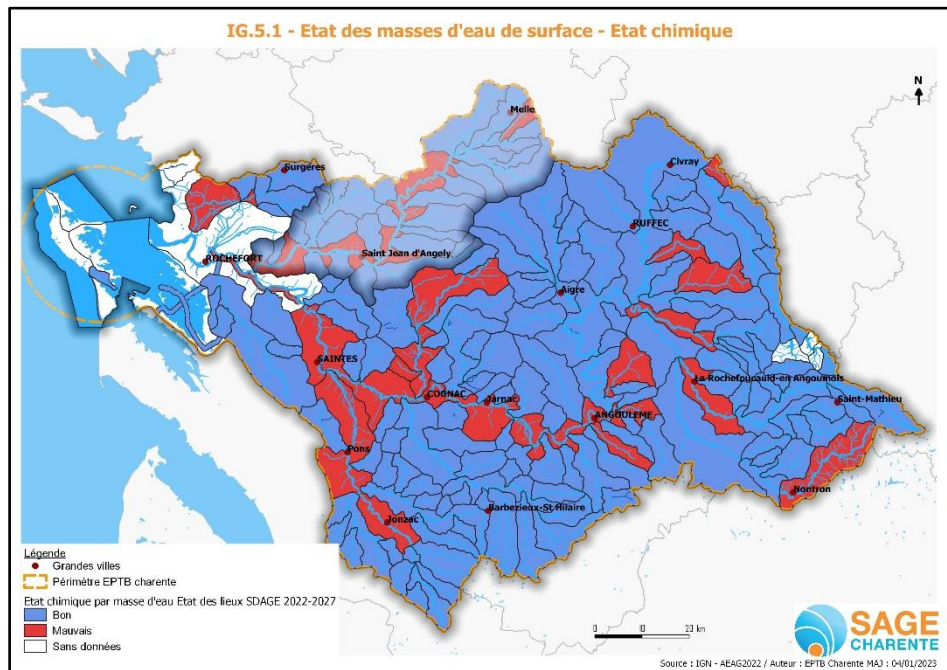 IG.5.1 - Etat des masses d'eau de surface - Etat chimique
N
Melle
Civray
Surgères
RUFFEC
Saint Jean d'Angely
ROCHEFORT
Aigre
SAINTES
La Rochefoucauld-en Angoumois
COGNAC
Jarnac
Saint-Mathieu
ANGOULEME
Pons
Nontron
Barbezieux-St Hilaire
Jonzac
Légende
Grandes villes
Périmètre EPTB charente
Etat chimique par masse d'eau Etat des lieux SDAGE 2022-2027
Bon
Mauvais
Sans données
0 10 20 km
SAGE
CHARENTE
Source : IGN - AEAG2022 / Auteur : EPTB Charente MAJ : 04/01/2023